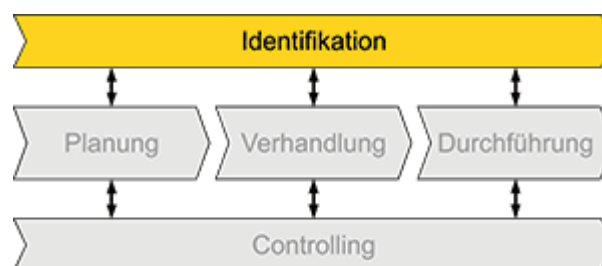 Identifikation
Planung Verhandlung Durchführung
Controlling